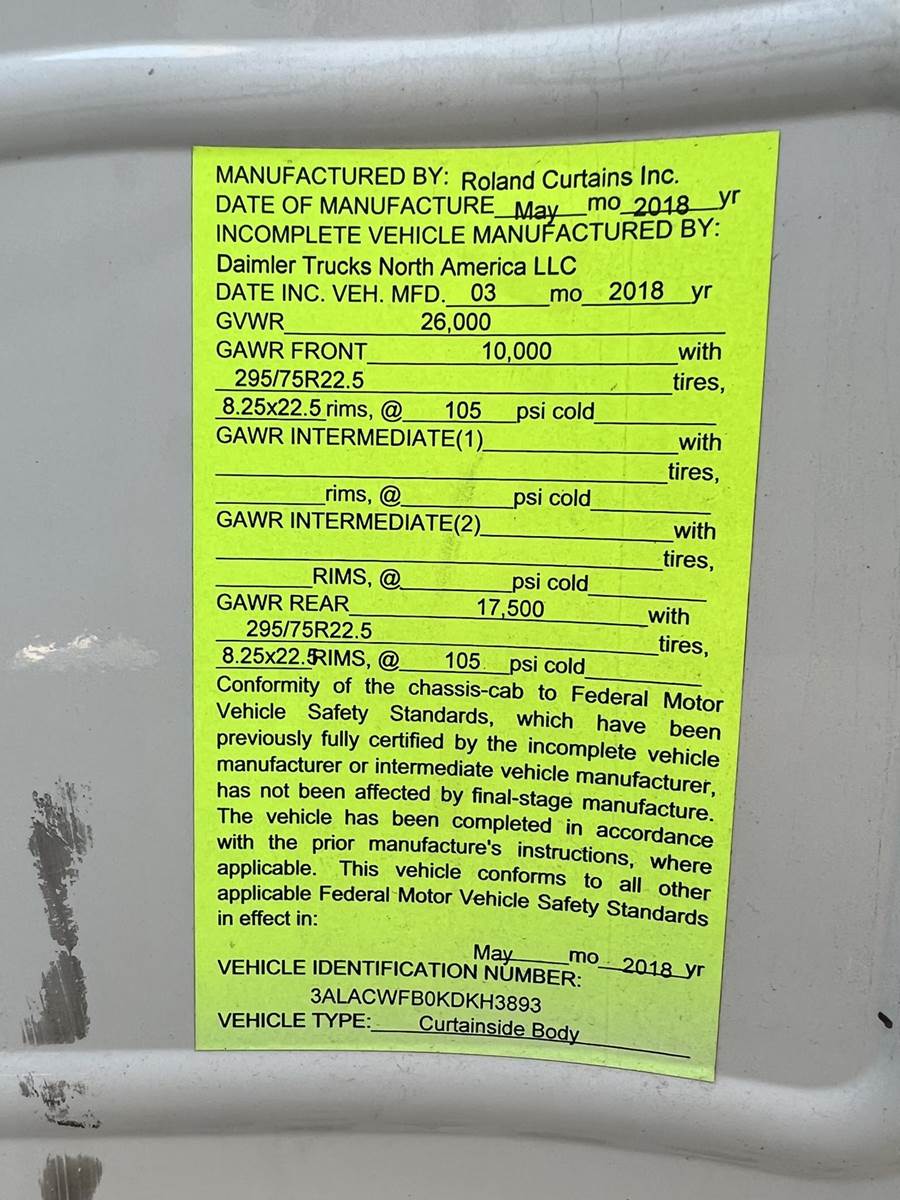 MANUFACTURED BY: Roland Curtains Inc.
DATE OF MANUFACTURE May mo 2018 yr
INCOMPLETE VEHICLE MANUFACTURED BY:
Daimler Trucks North America LLC
DATE INC. VEH. MFD. 03 mo 2018 yr
GVWR 26,000
GAWR FRONT 10,000 with
295/75R22.5 tires,
8.25x22.5 rims, @ 105 psi cold
GAWR INTERMEDIATE(1) with
tires,
rims, @ psi cold
GAWR INTERMEDIATE(2) with
tires,
RIMS, @ psi cold
GAWR REAR 17,500 with
295/75R22.5 tires,
8.25x22.5 RIMS, @ 105 psi cold
Conformity of the chassis-cab to Federal Motor
Vehicle Safety Standards, which have been
previously fully certified by the incomplete vehicle
manufacturer or intermediate vehicle manufacturer,
has not been affected by final-stage manufacture.
The vehicle has been completed in accordance
with the prior manufacture's instructions, where
applicable. This vehicle conforms to all other
applicable Federal Motor Vehicle Safety Standards
in effect in:
May mo 2018 yr
VEHICLE IDENTIFICATION NUMBER:
3ALACWFB0KDKH3893
VEHICLE TYPE: Curtainside Body